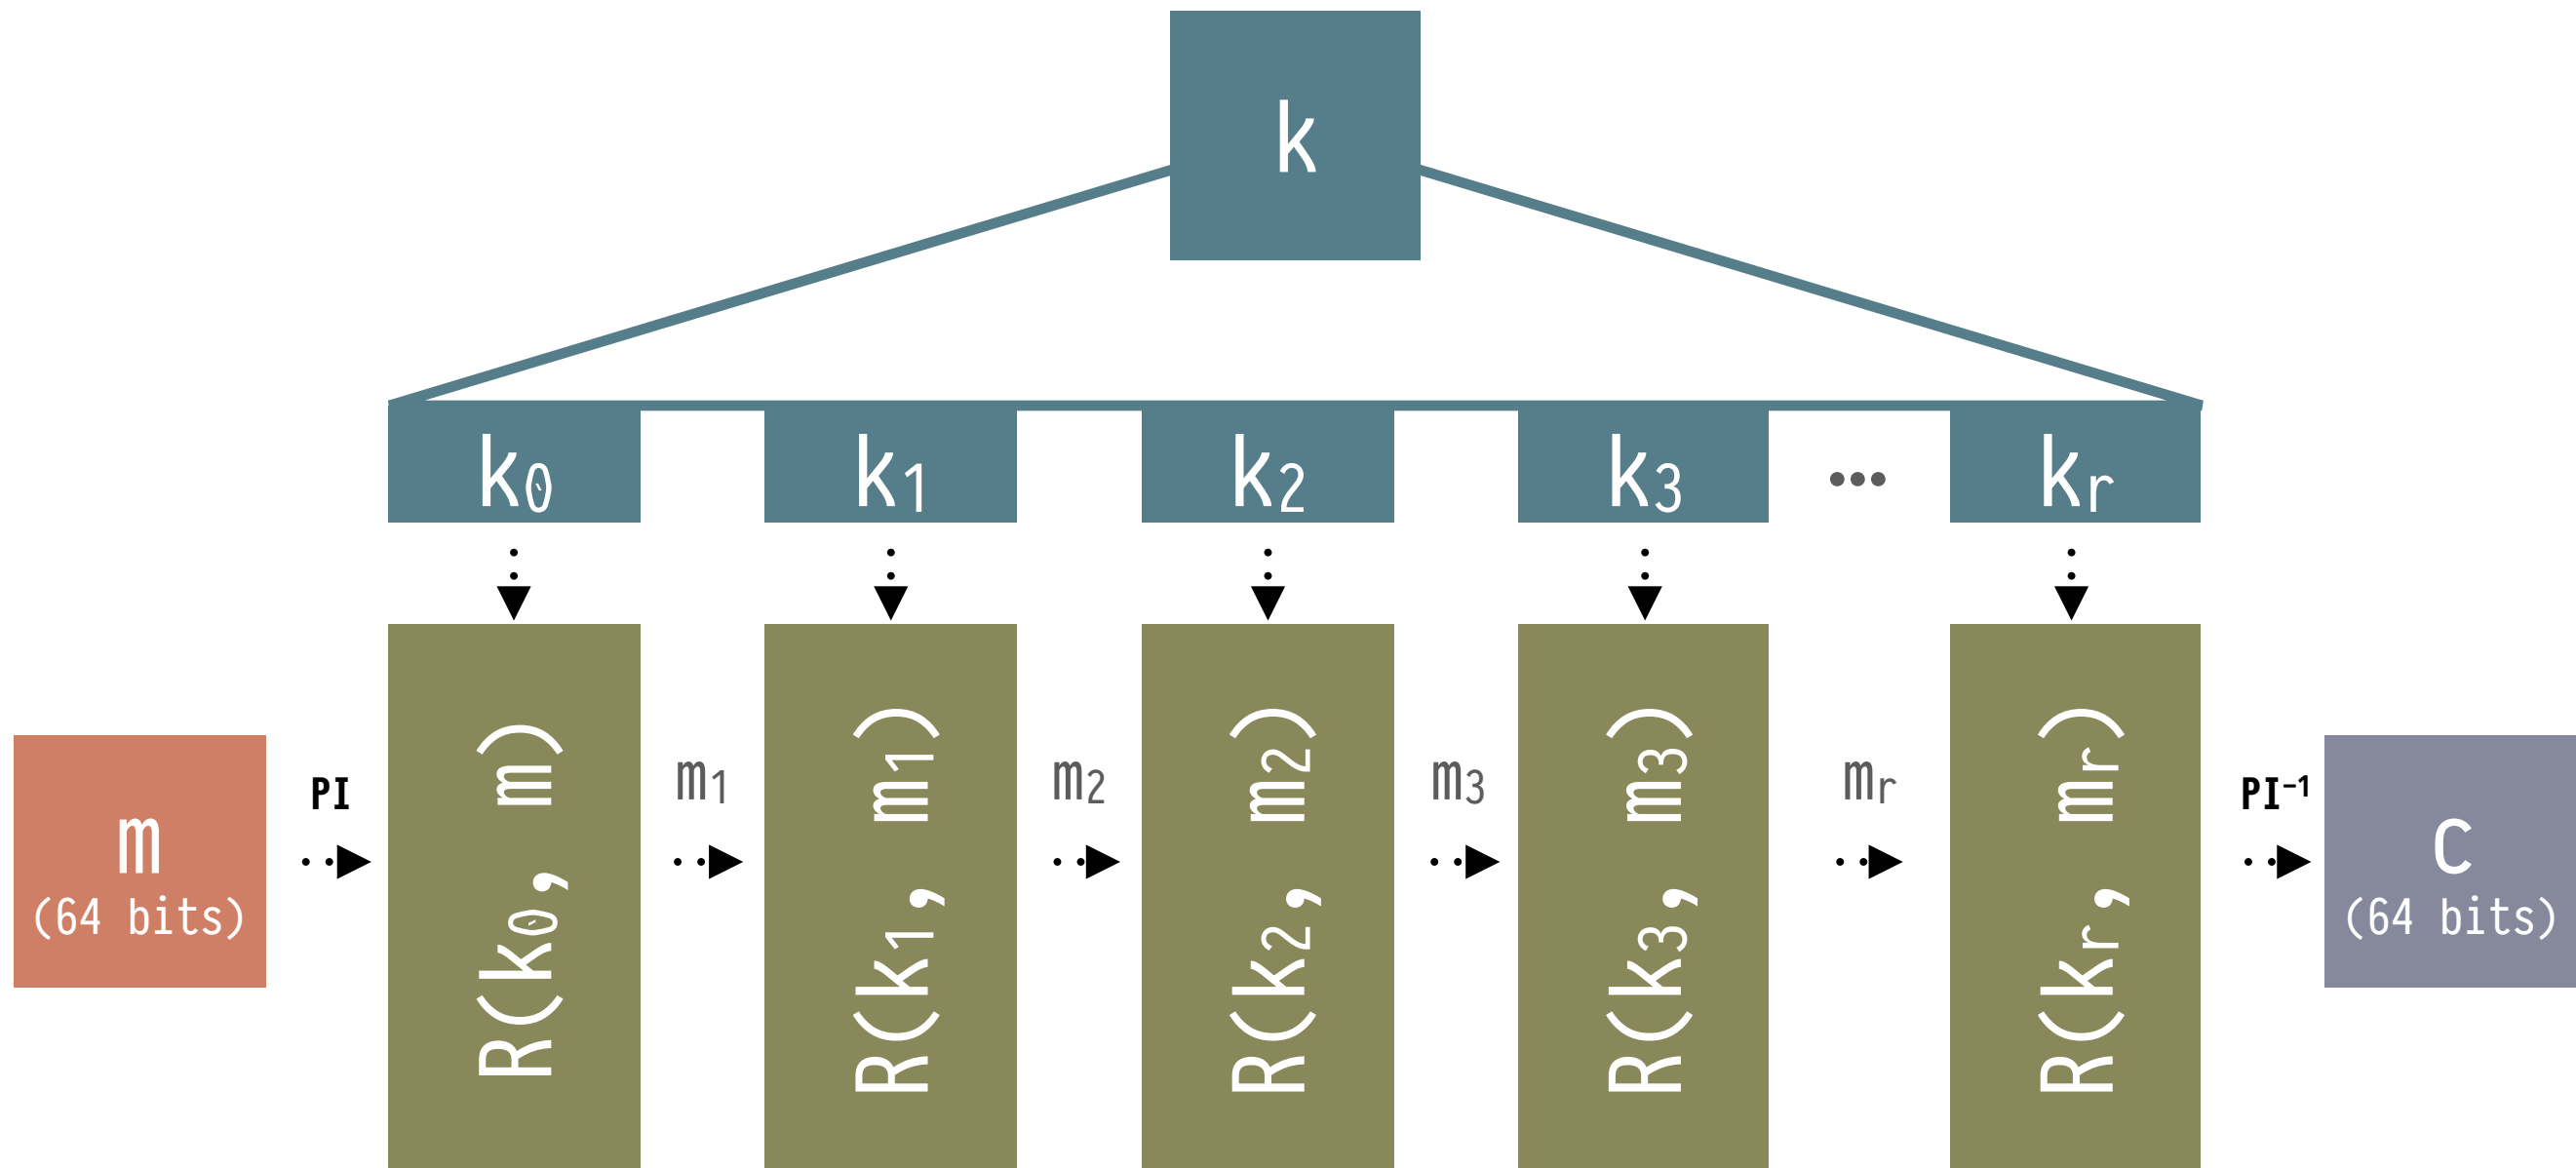 k
k₀
k₁
k₂
k₃
•••
kᵣ
m
(64 bits)
PI
R(k₀, m)
m₁
R(k₁, m₁)
m₂
R(k₂, m₂)
m₃
R(k₃, m₃)
mᵣ
R(kᵣ, mᵣ)
PI⁻¹
C
(64 bits)